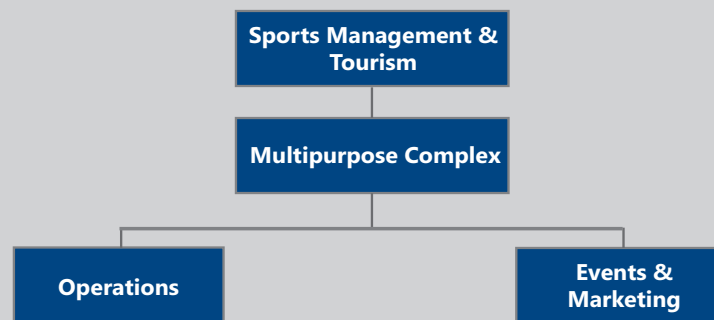 Sports Management &
Tourism
Multipurpose Complex
Operations
Events &
Marketing